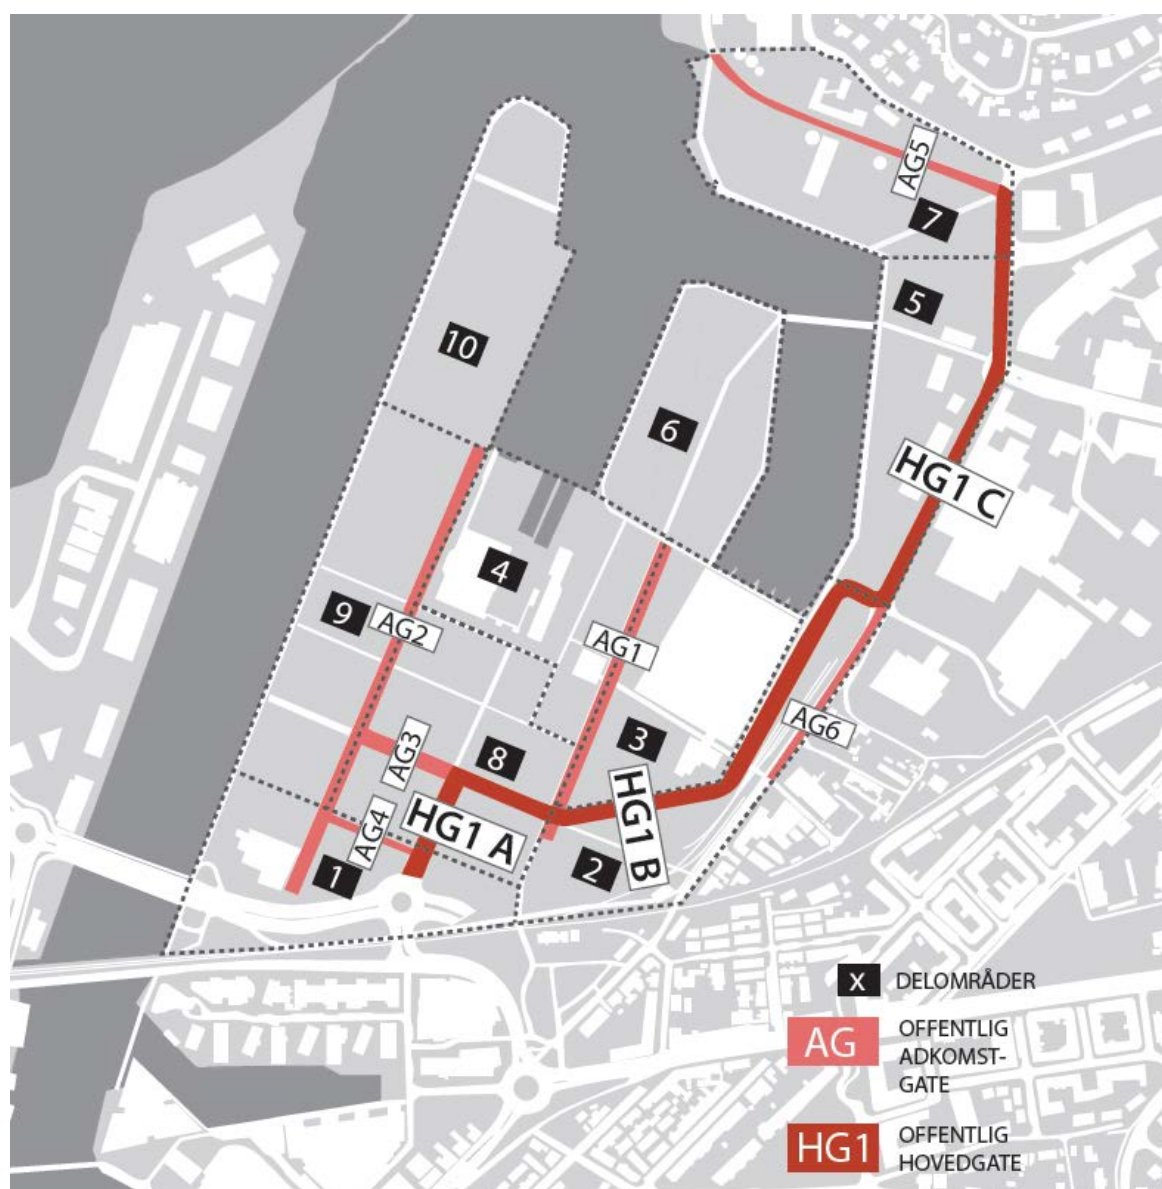 AG5
7
5
10
6
HG1 C
4
9
AG2
AG1
AG6
3
AG3
8
HG1 A
HG1 B
AG4
1
2
x DELOMRÅDER
AG OFFENTLIG
ADKOMST-
GATE
HG1 OFFENTLIG
HOVEDGATE